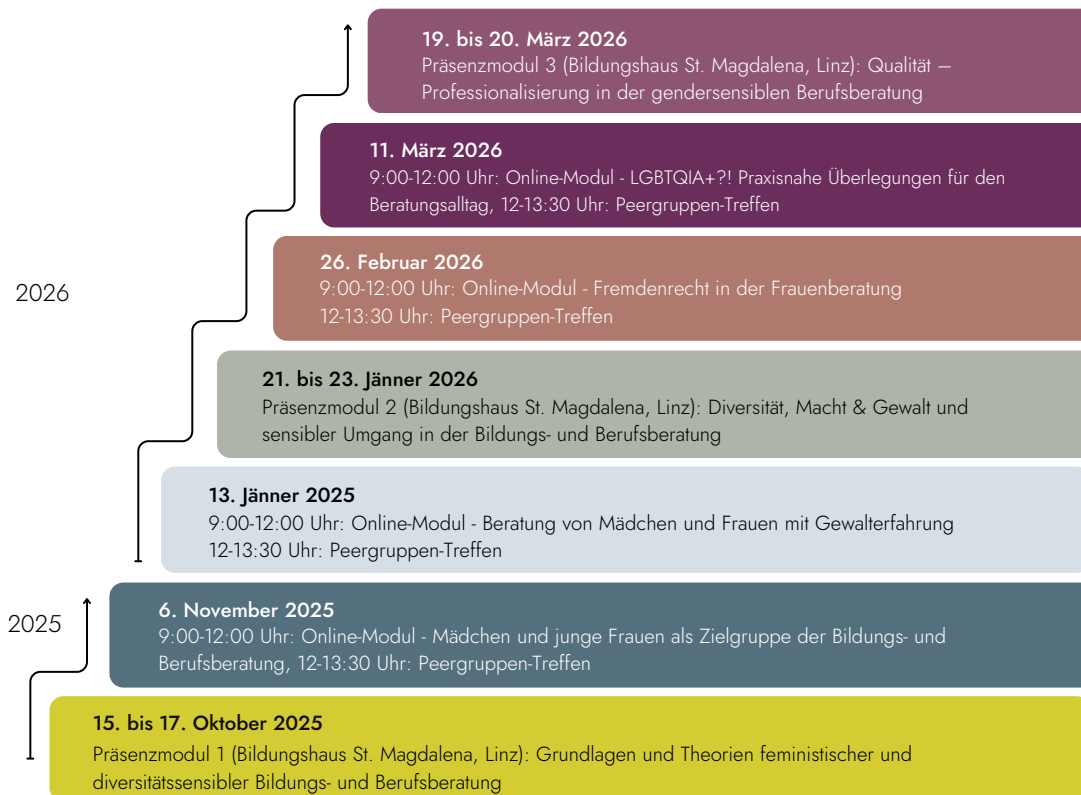 19. bis 20. März 2026
Präsenzmodul 3 (Bildungshaus St. Magdalena, Linz): Qualität –
Professionalisierung in der gendersensiblen Berufsberatung
11. März 2026
9:00-12:00 Uhr: Online-Modul - LGBTQIA+?! Praxisnahe Überlegungen für den
Beratungsalltag, 12-13:30 Uhr: Peergruppen-Treffen
2026
26. Februar 2026
9:00-12:00 Uhr: Online-Modul - Fremdenrecht in der Frauenberatung
12-13:30 Uhr: Peergruppen-Treffen
21. bis 23. Jänner 2026
Präsenzmodul 2 (Bildungshaus St. Magdalena, Linz): Diversität, Macht & Gewalt und
sensibler Umgang in der Bildungs- und Berufsberatung
13. Jänner 2025
9:00-12:00 Uhr: Online-Modul - Beratung von Mädchen und Frauen mit Gewalterfahrung
12-13:30 Uhr: Peergruppen-Treffen
2025
6. November 2025
9:00-12:00 Uhr: Online-Modul - Mädchen und junge Frauen als Zielgruppe der Bildungs- und
Berufsberatung, 12-13:30 Uhr: Peergruppen-Treffen
15. bis 17. Oktober 2025
Präsenzmodul 1 (Bildungshaus St. Magdalena, Linz): Grundlagen und Theorien feministischer und
diversitätssensibler Bildungs- und Berufsberatung